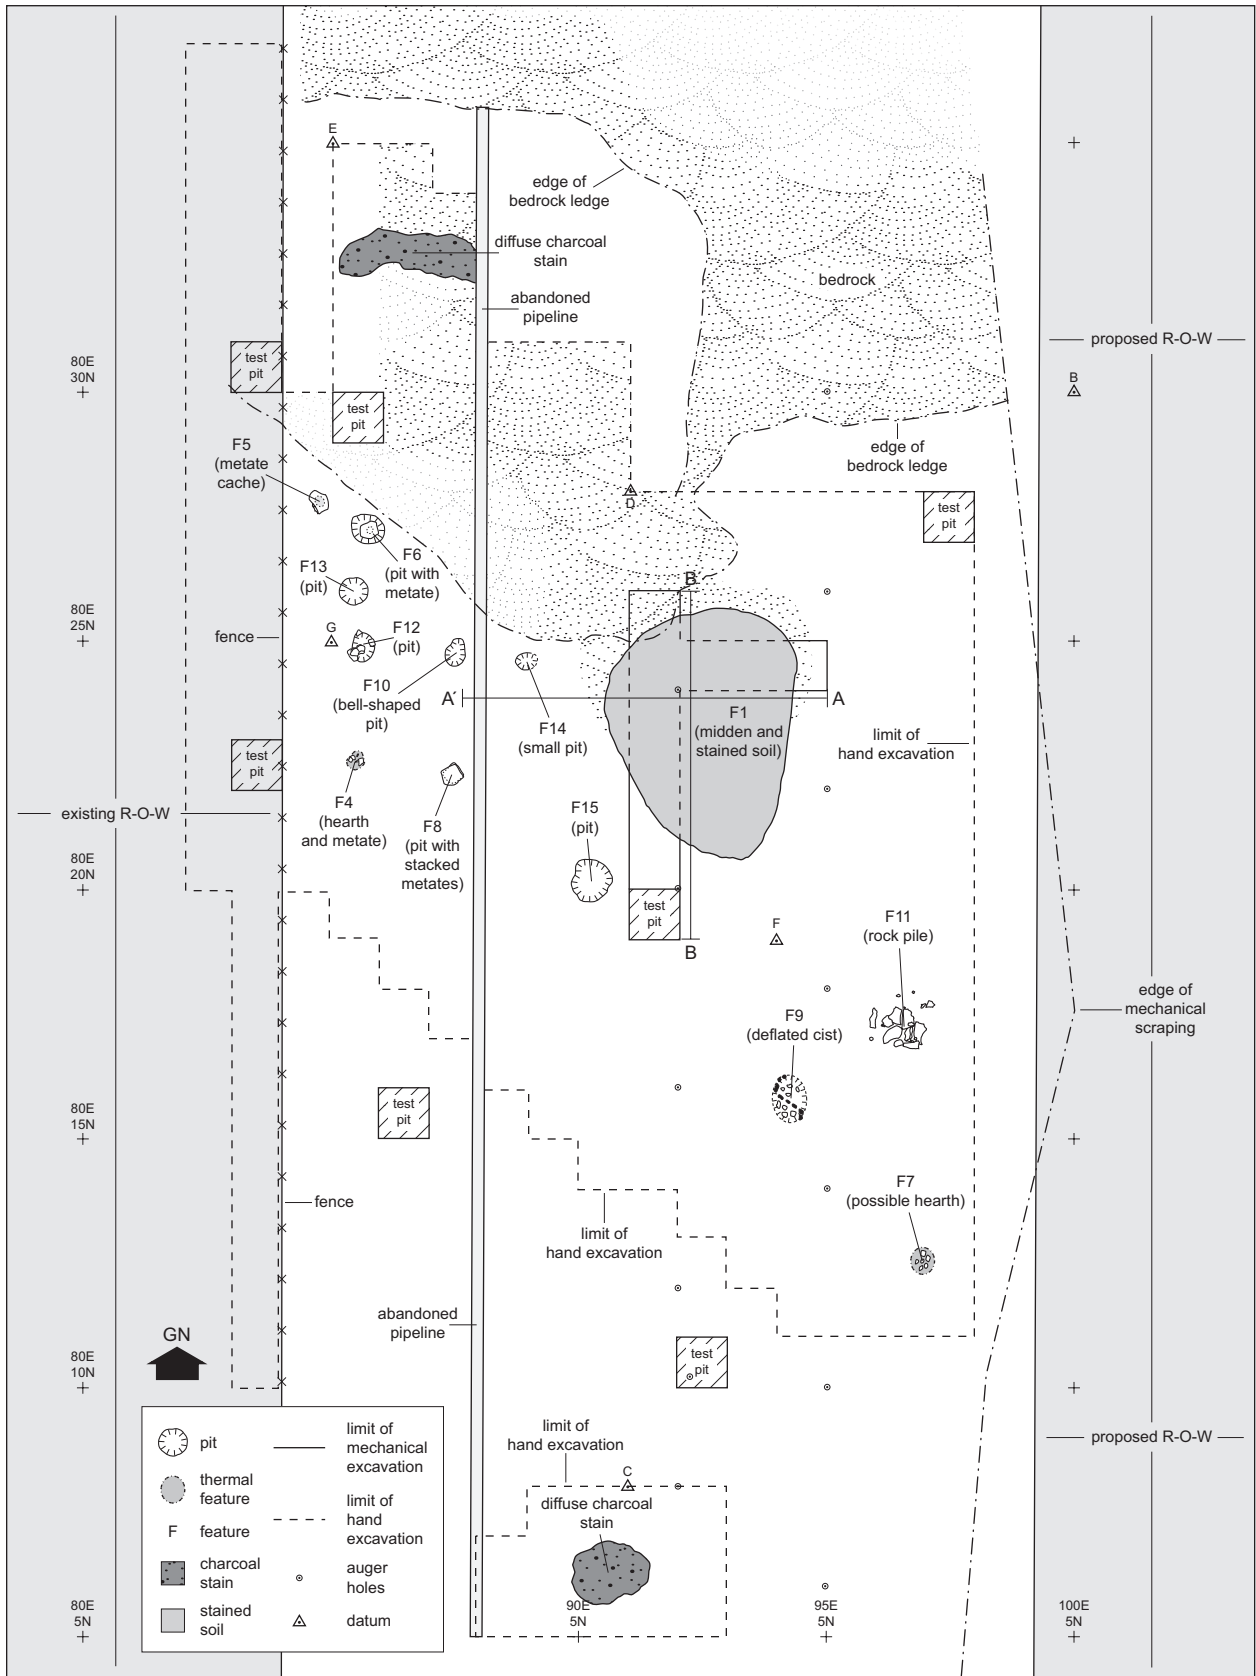 E
edge of
bedrock ledge
diffuse charcoal
stain
bedrock
abandoned
pipeline
proposed R-O-W
test
pit
80E
30N
B
test
pit
F5
(metate
cache)
edge of
bedrock ledge
D
test
pit
F6
(pit with
metate)
F13
(pit)
B´
80E
25N
fence
G
F12
(pit)
F10
(bell-shaped
pit)
A´
A
F14
(small pit)
F1
(midden and
stained soil)
limit of
hand excavation
test
pit
existing R-O-W
F4
(hearth
and metate)
F8
(pit with
stacked
metates)
F15
(pit)
80E
20N
test
pit
F
F11
(rock pile)
B
edge of
mechanical
scraping
F9
(deflated cist)
test
pit
80E
15N
fence
F7
(possible hearth)
limit of
hand excavation
abandoned
pipeline
GN
80E
10N
test
pit
limit of
hand excavation
proposed R-O-W
C
diffuse charcoal
stain
pit
thermal
feature
F
feature
charcoal
stain
stained
soil
limit of
mechanical
excavation
limit of
hand
excavation
auger
holes
datum
80E
5N
90E
5N
95E
5N
100E
5N